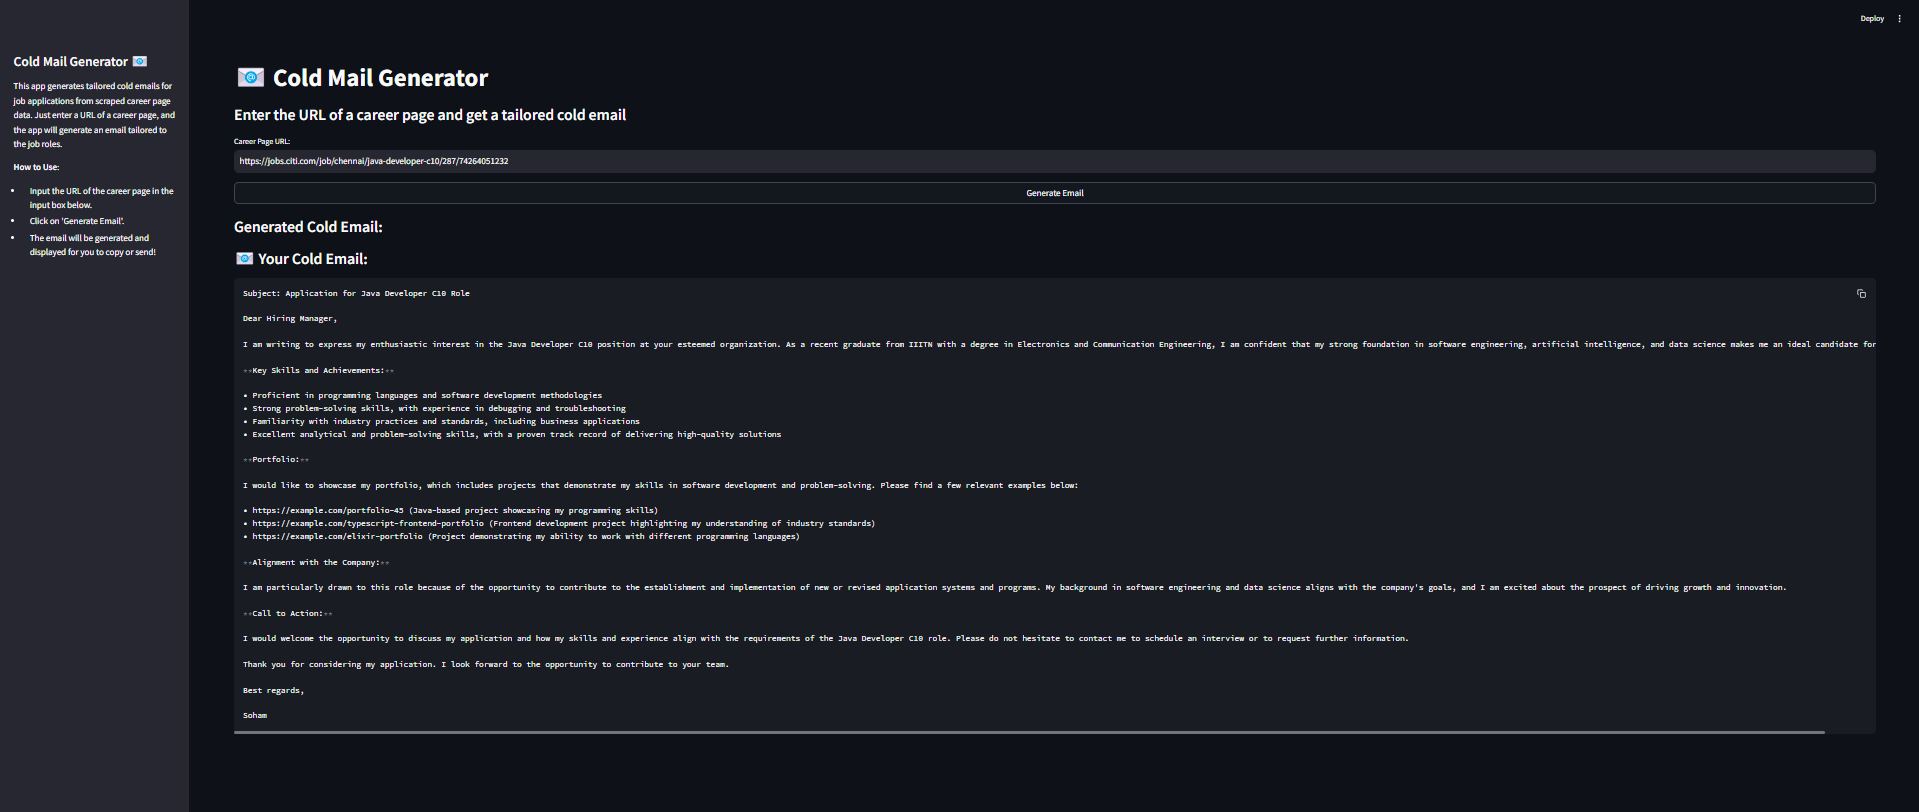 Deploy
Cold Mail Generator
This app generates tailored cold emails for
job applications from scraped career page
data. Just enter a URL of a career page, and
the app will generate an email tailored to
the job roles.
How to Use:
• Input the URL of the career page in the
input box below.
• Click on 'Generate Email'.
• The email will be generated and
displayed for you to copy or send!
Cold Mail Generator
Enter the URL of a career page and get a tailored cold email
Career Page URL:
https://jobs.citi.com/job/chennai/java-developer-c10/287/74264051232
Generate Email
Generated Cold Email:
Your Cold Email:
Subject: Application for Java Developer C10 Role
Dear Hiring Manager,
I am writing to express my enthusiastic interest in the Java Developer C10 position at your esteemed organization. As a recent graduate from IIITN with a degree in Electronics and Communication Engineering, I am confident that my strong foundation in software engineering, artificial intelligence, and data science makes me an ideal candidate for
**Key Skills and Achievements:**
• Proficient in programming languages and software development methodologies
• Strong problem-solving skills, with experience in debugging and troubleshooting
• Familiarity with industry practices and standards, including business applications
• Excellent analytical and problem-solving skills, with a proven track record of delivering high-quality solutions
**Portfolio:**
I would like to showcase my portfolio, which includes projects that demonstrate my skills in software development and problem-solving. Please find a few relevant examples below:
• https://example.com/portfolio-45 (Java-based project showcasing my programming skills)
• https://example.com/typescript-frontend-portfolio (Frontend development project highlighting my understanding of industry standards)
• https://example.com/elixir-portfolio (Project demonstrating my ability to work with different programming languages)
**Alignment with the Company:**
I am particularly drawn to this role because of the opportunity to contribute to the establishment and implementation of new or revised application systems and programs. My background in software engineering and data science aligns with the company's goals, and I am excited about the prospect of driving growth and innovation.
**Call to Action:**
I would welcome the opportunity to discuss my application and how my skills and experience align with the requirements of the Java Developer C10 role. Please do not hesitate to contact me to schedule an interview or to request further information.
Thank you for considering my application. I look forward to the opportunity to contribute to your team.
Best regards,
Soham